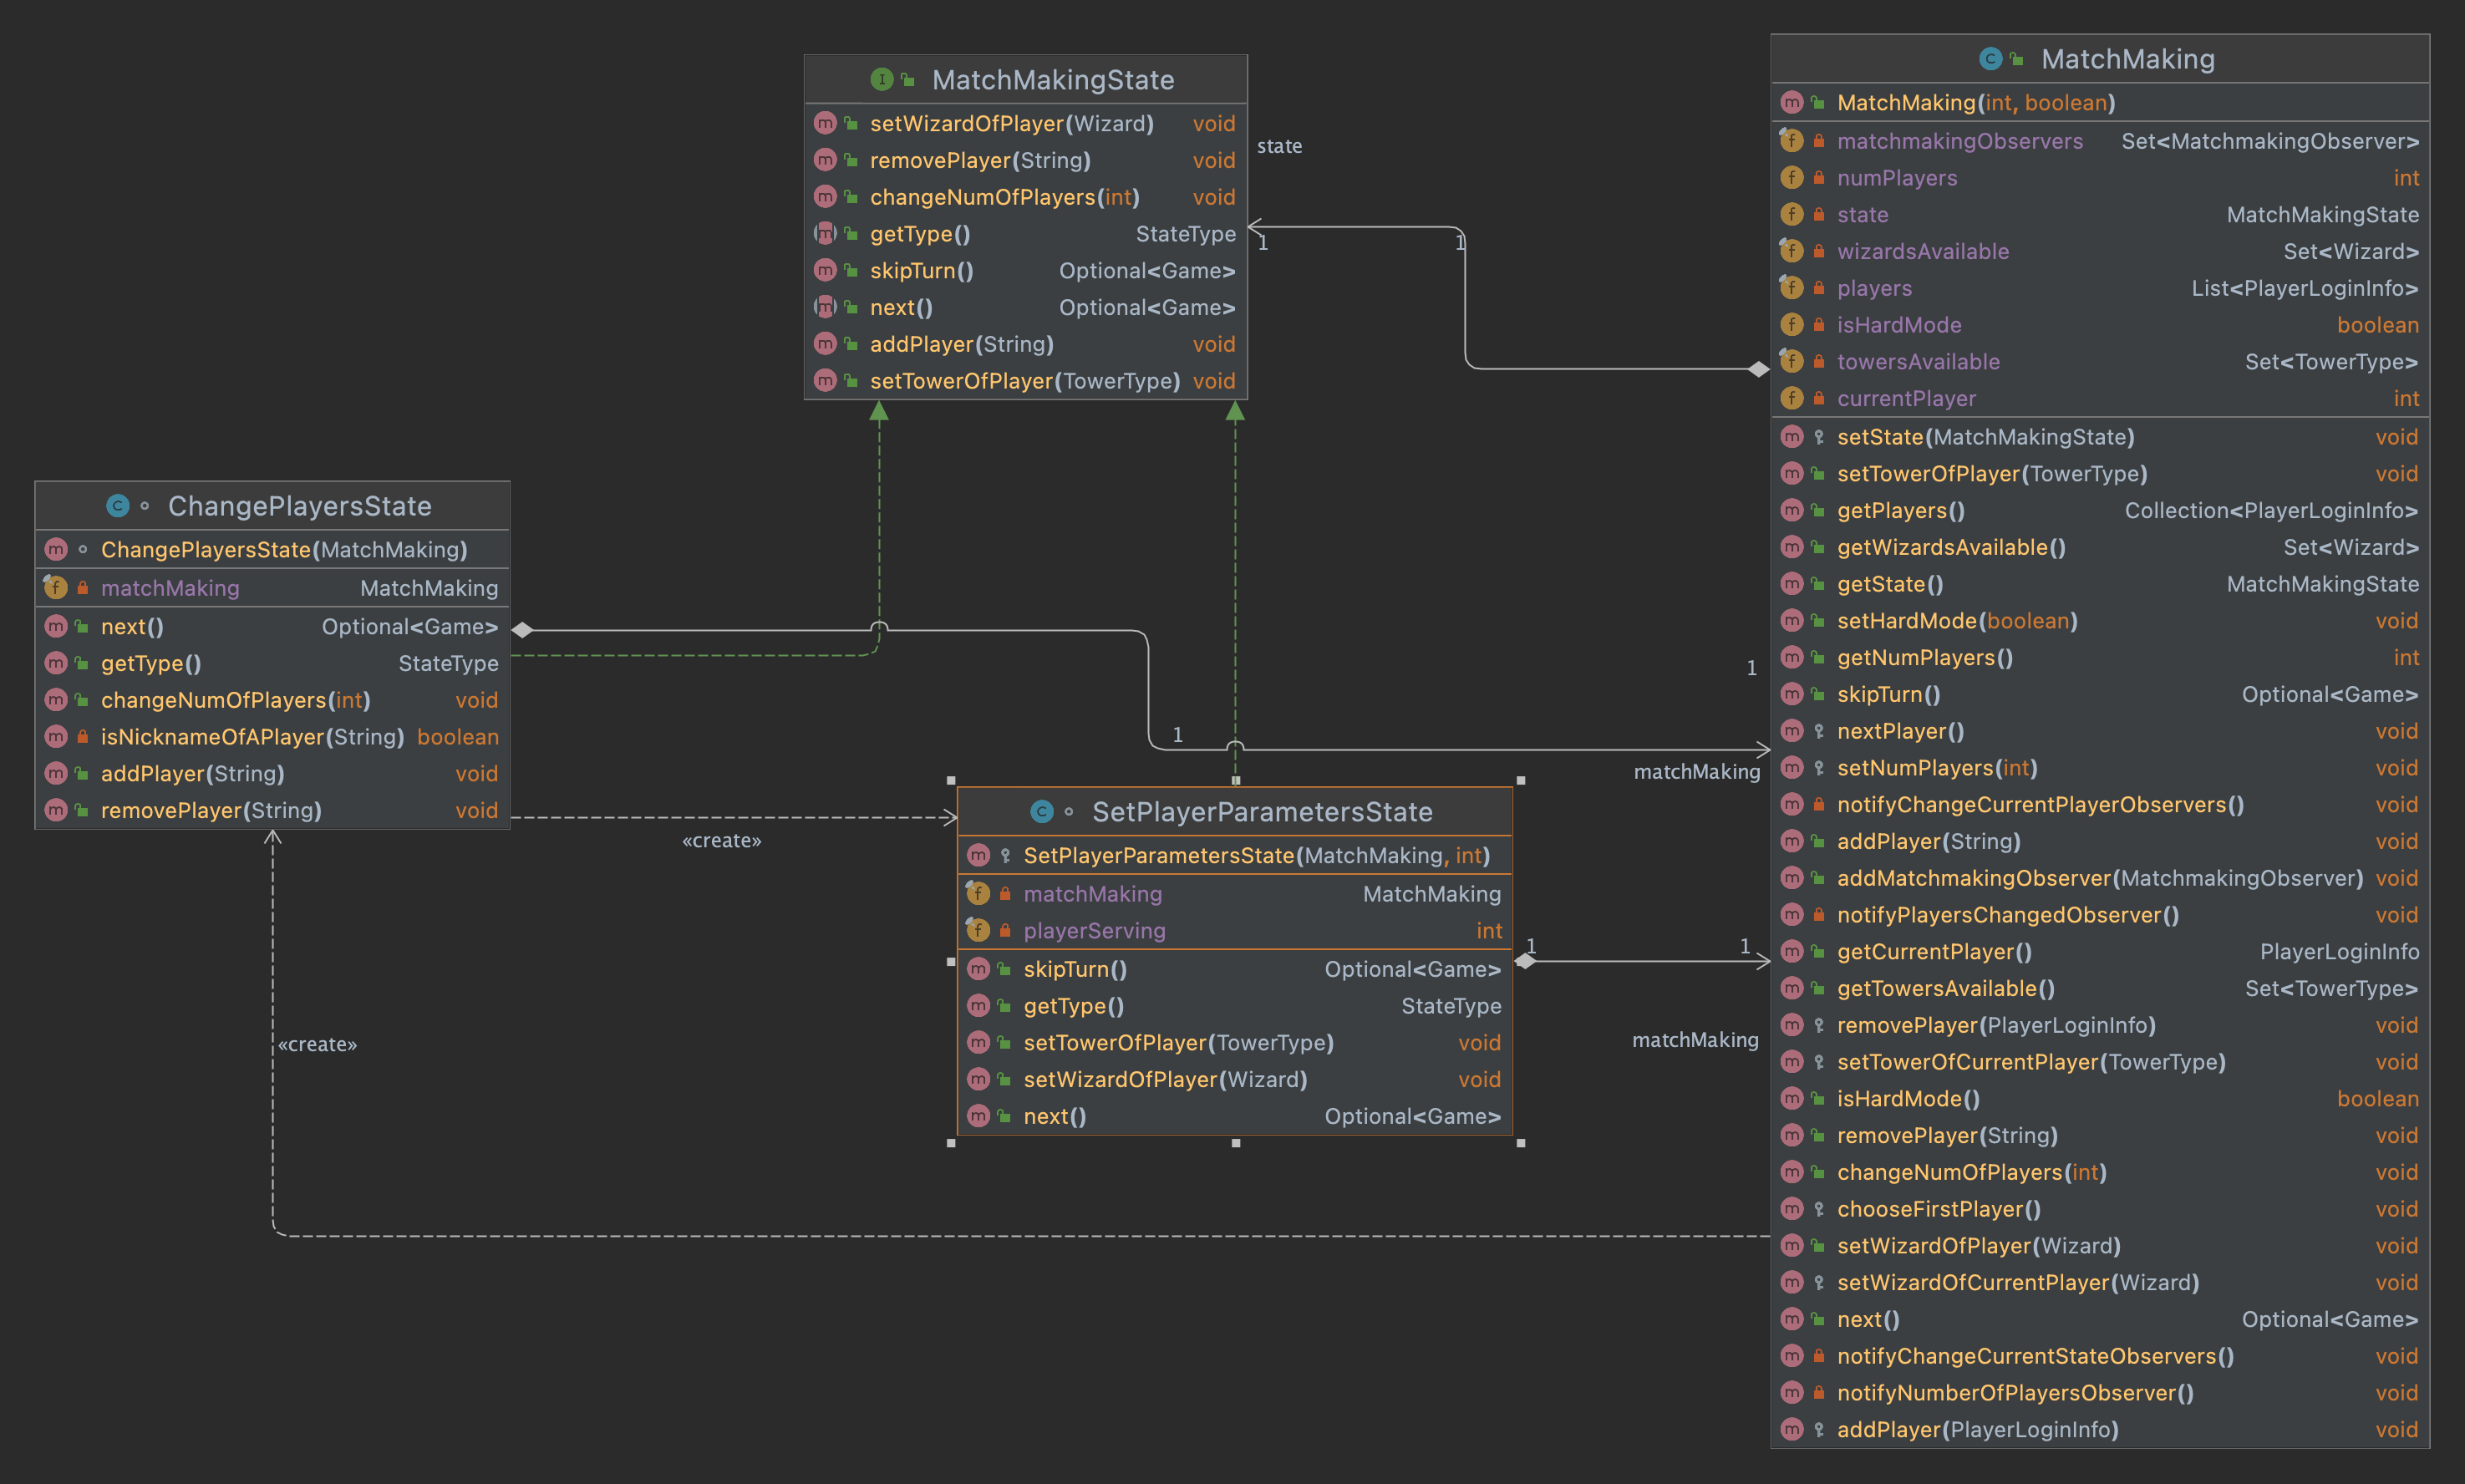 MatchMakingState
setWizardOfPlayer(Wizard) void
removePlayer(String) void
changeNumOfPlayers(int) void
getType() StateType
skipTurn() Optional<Game>
next() Optional<Game>
addPlayer(String) void
setTowerOfPlayer(TowerType) void
state
1
1
ChangePlayersState
ChangePlayersState(MatchMaking)
matchMaking MatchMaking
next() Optional<Game>
getType() StateType
changeNumOfPlayers(int) void
isNicknameOfAPlayer(String) boolean
addPlayer(String) void
removePlayer(String) void
1
1
matchMaking
«create»
«create»
SetPlayerParametersState
SetPlayerParametersState(MatchMaking, int)
matchMaking MatchMaking
playerServing int
skipTurn() Optional<Game>
getType() StateType
setTowerOfPlayer(TowerType) void
setWizardOfPlayer(Wizard) void
next() Optional<Game>
1
1
matchMaking
MatchMaking
MatchMaking(int, boolean)
matchmakingObservers Set<MatchmakingObserver>
numPlayers int
state MatchMakingState
wizardsAvailable Set<Wizard>
players List<PlayerLoginInfo>
isHardMode boolean
towersAvailable Set<TowerType>
currentPlayer int
setState(MatchMakingState) void
setTowerOfPlayer(TowerType) void
getPlayers() Collection<PlayerLoginInfo>
getWizardsAvailable() Set<Wizard>
getState() MatchMakingState
setHardMode(boolean) void
getNumPlayers() int
skipTurn() Optional<Game>
nextPlayer() void
setNumPlayers(int) void
notifyChangeCurrentPlayerObservers() void
addPlayer(String) void
addMatchmakingObserver(MatchmakingObserver) void
notifyPlayersChangedObserver() void
getCurrentPlayer() PlayerLoginInfo
getTowersAvailable() Set<TowerType>
removePlayer(PlayerLoginInfo) void
setTowerOfCurrentPlayer(TowerType) void
isHardMode() boolean
removePlayer(String) void
changeNumOfPlayers(int) void
chooseFirstPlayer() void
setWizardOfPlayer(Wizard) void
setWizardOfCurrentPlayer(Wizard) void
next() Optional<Game>
notifyChangeCurrentStateObservers() void
notifyNumberOfPlayersObserver() void
addPlayer(PlayerLoginInfo) void